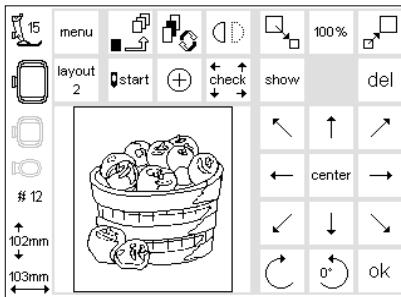 15
menu
100%
layout
2
start
check
show
del
center
# 12
102mm
103mm
0°
ok